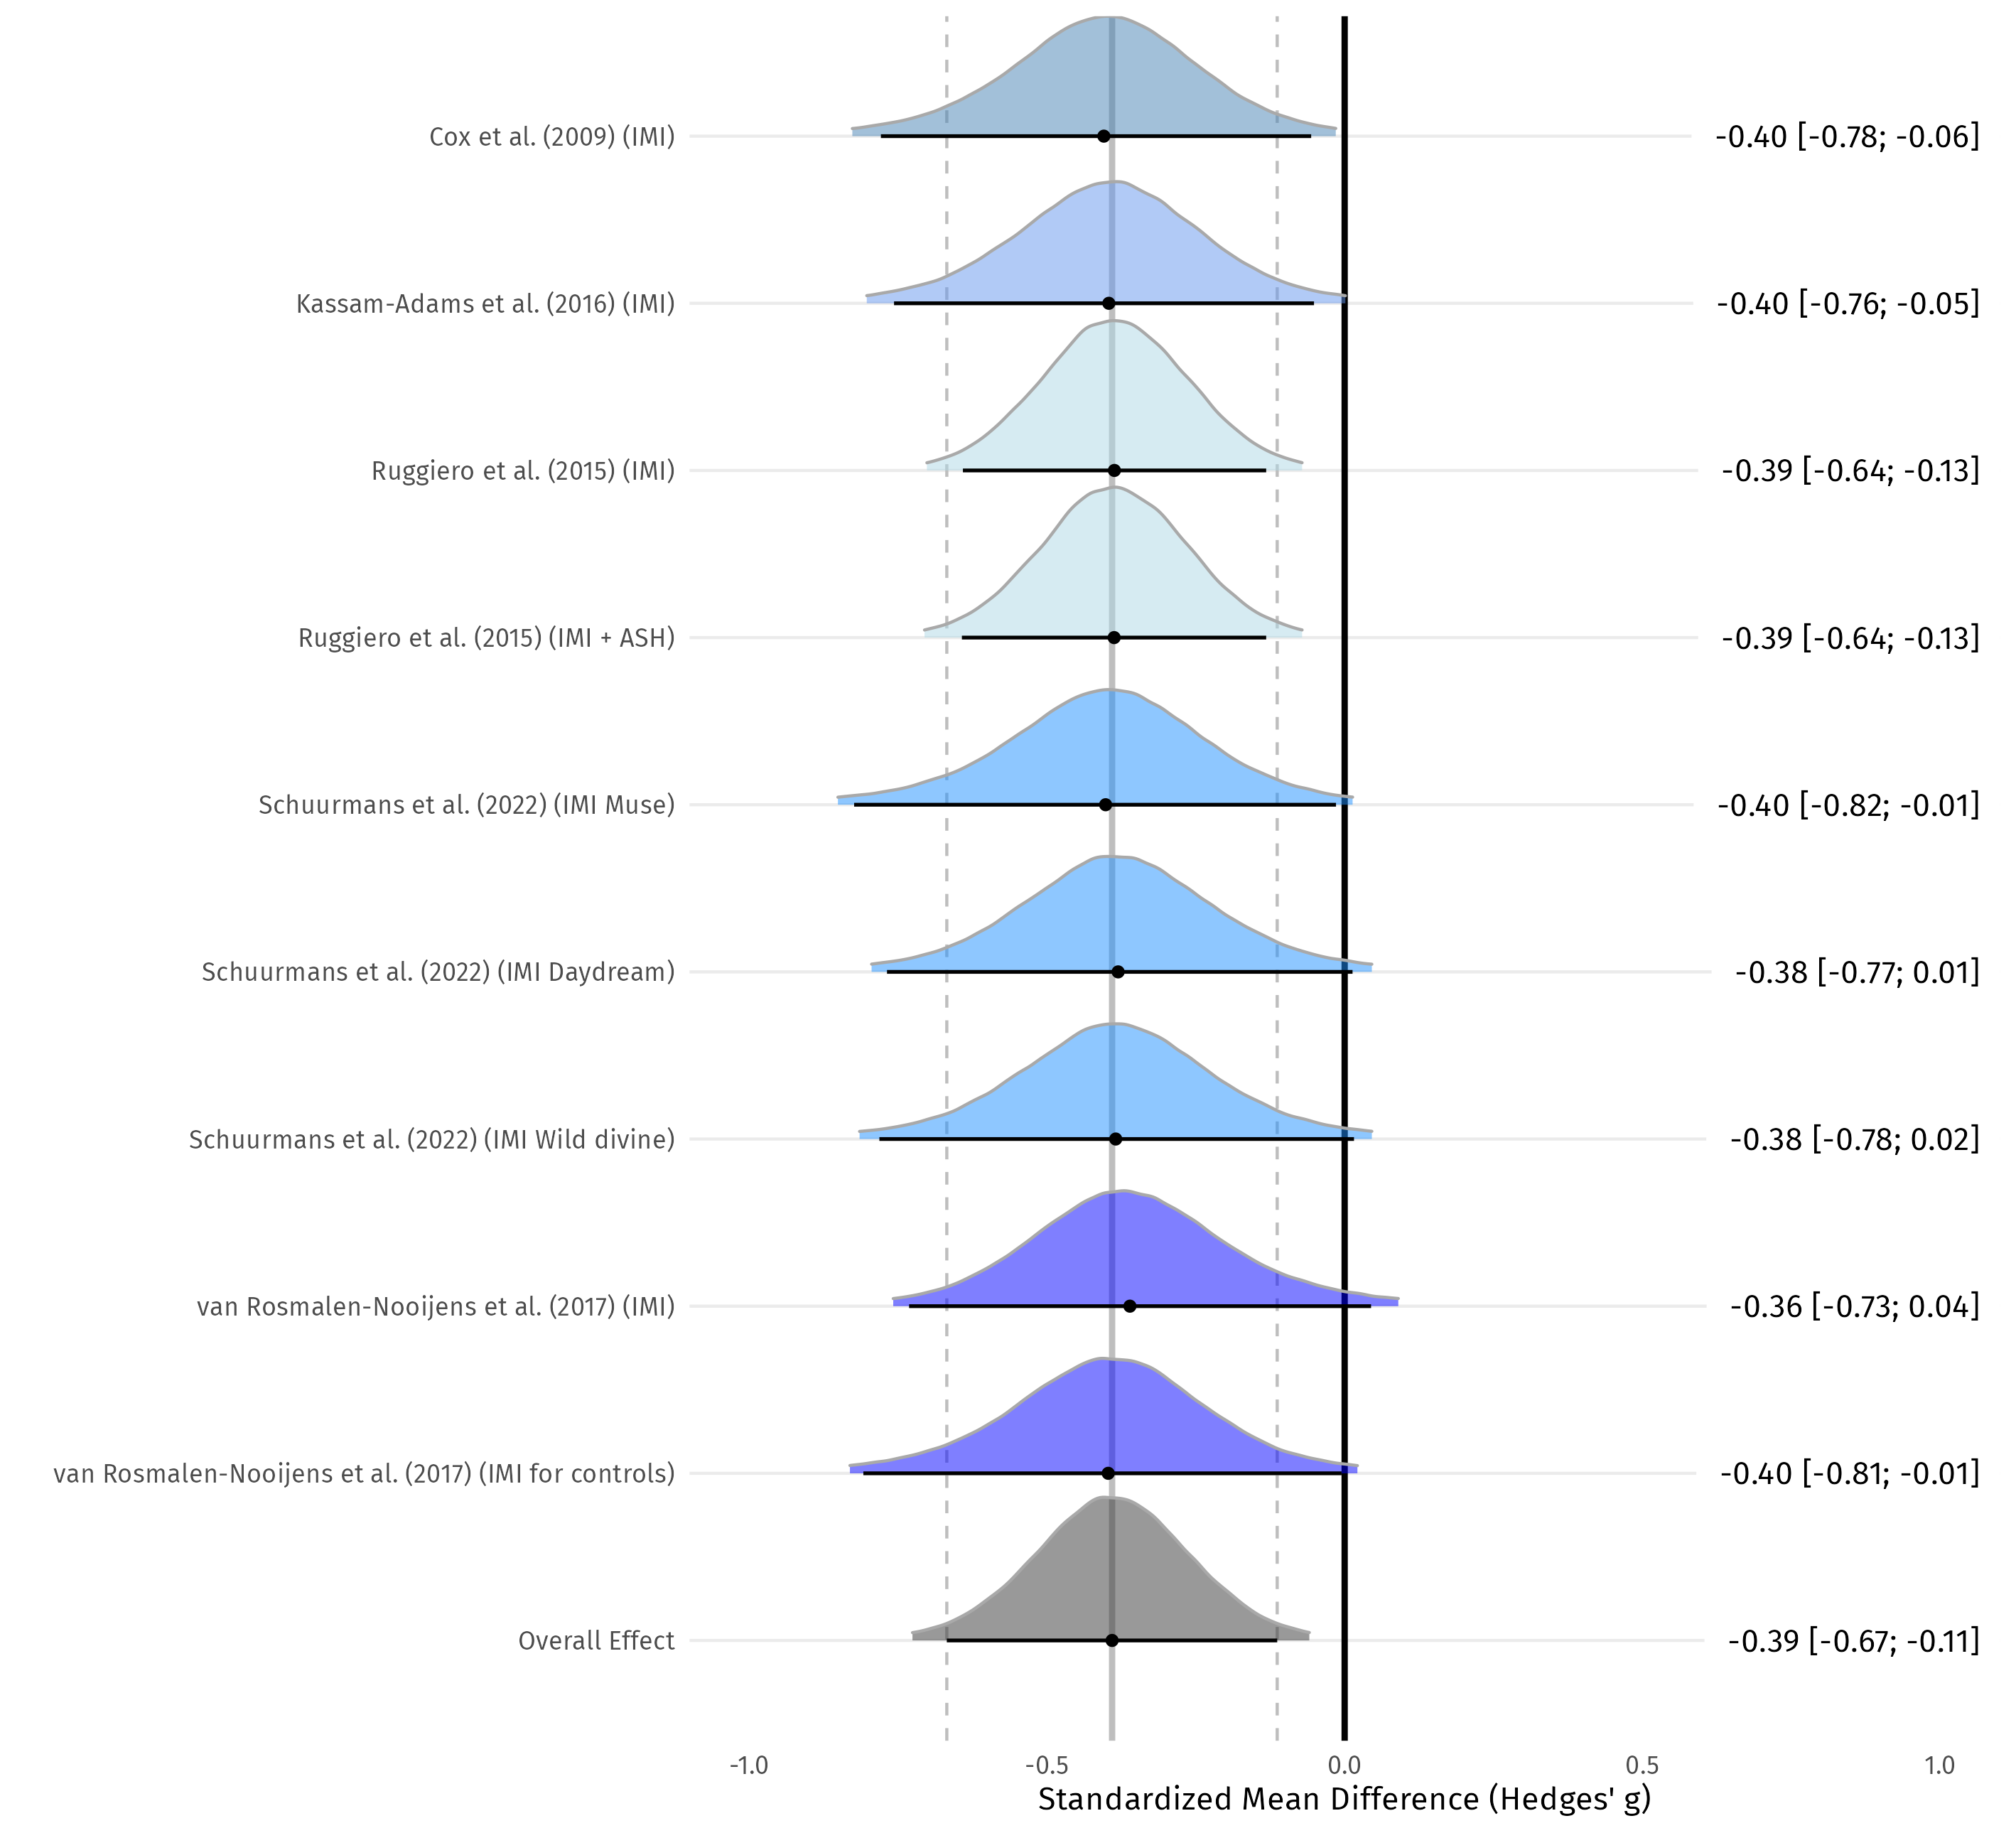 Cox et al. (2009) (IMI) -0.40 [-0.78; -0.06]
Kassam-Adams et al. (2016) (IMI) -0.40 [-0.76; -0.05]
Ruggiero et al. (2015) (IMI) -0.39 [-0.64; -0.13]
Ruggiero et al. (2015) (IMI + ASH) -0.39 [-0.64; -0.13]
Schuurmans et al. (2022) (IMI Muse) -0.40 [-0.82; -0.01]
Schuurmans et al. (2022) (IMI Daydream) -0.38 [-0.77; 0.01]
Schuurmans et al. (2022) (IMI Wild divine) -0.38 [-0.78; 0.02]
van Rosmalen-Nooijens et al. (2017) (IMI) -0.36 [-0.73; 0.04]
van Rosmalen-Nooijens et al. (2017) (IMI for controls) -0.40 [-0.81; -0.01]
Overall Effect -0.39 [-0.67; -0.11]
-1.0 -0.5 0.0 0.5 1.0
Standardized Mean Difference (Hedges' g)